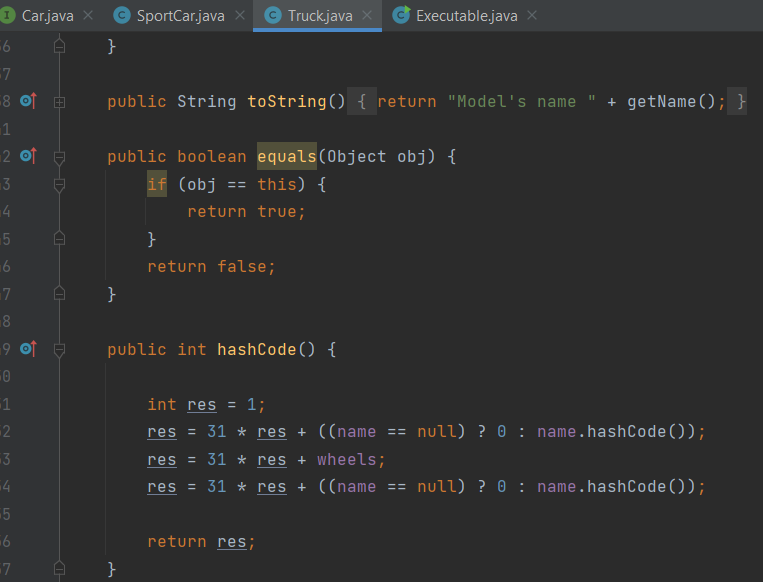 Car.java SportCar.java Truck.java Executable.java
}
public String toString() { return "Model's name " + getName(); }
public boolean equals(Object obj) {
if (obj == this) {
return true;
}
return false;
}
public int hashCode() {
int res = 1;
res = 31 * res + ((name == null) ? 0 : name.hashCode());
res = 31 * res + wheels;
res = 31 * res + ((name == null) ? 0 : name.hashCode());
return res;
}